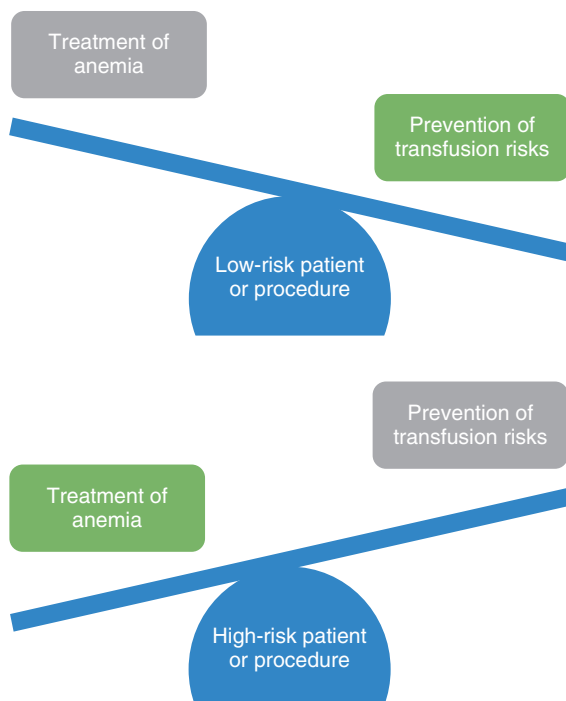 Treatment of
anemia
Prevention of
transfusion risks
Low-risk patient
or procedure
Prevention of
transfusion risks
Treatment of
anemia
High-risk patient
or procedure